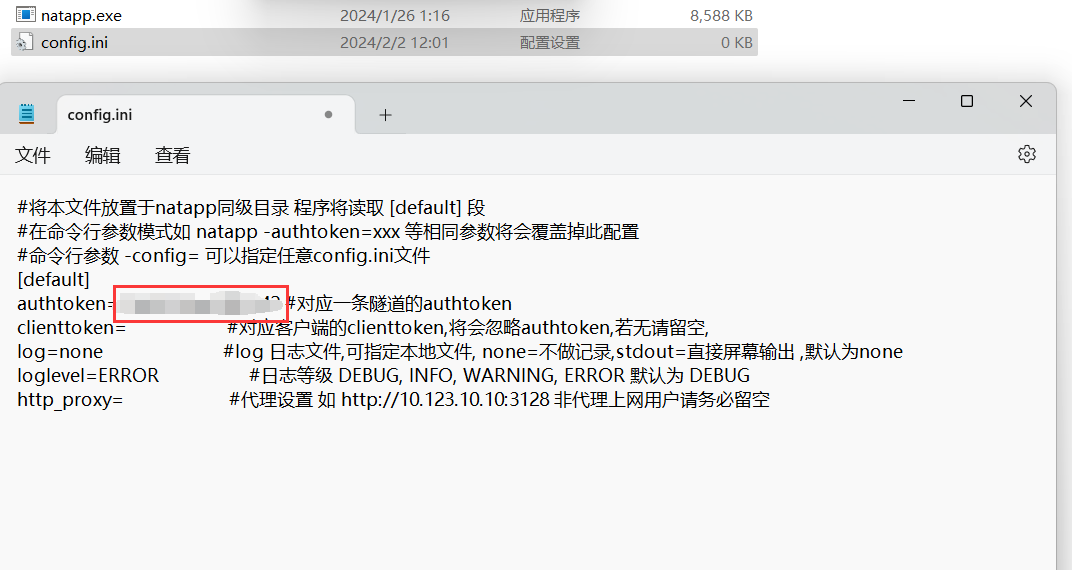 natapp.exe 2024/1/26 1:16 应用程序 8,588 KB
config.ini 2024/2/2 12:01 配置设置 0 KB
config.ini
文件 编辑 查看
#将本文件放置于natapp同级目录 程序将读取 [default] 段
#在命令行参数模式如 natapp -authtoken=xxx 等相同参数将会覆盖掉此配置
#命令行参数 -config= 可以指定任意config.ini文件
[default]
authtoken= #对应一条隧道的authtoken
clienttoken= #对应客户端的clienttoken,将会忽略authtoken,若无请留空,
log=none #log 日志文件,可指定本地文件, none=不做记录,stdout=直接屏幕输出 ,默认为none
loglevel=ERROR #日志等级 DEBUG, INFO, WARNING, ERROR 默认为 DEBUG
http_proxy= #代理设置 如 http://10.123.10.10:3128 非代理上网用户请务必留空